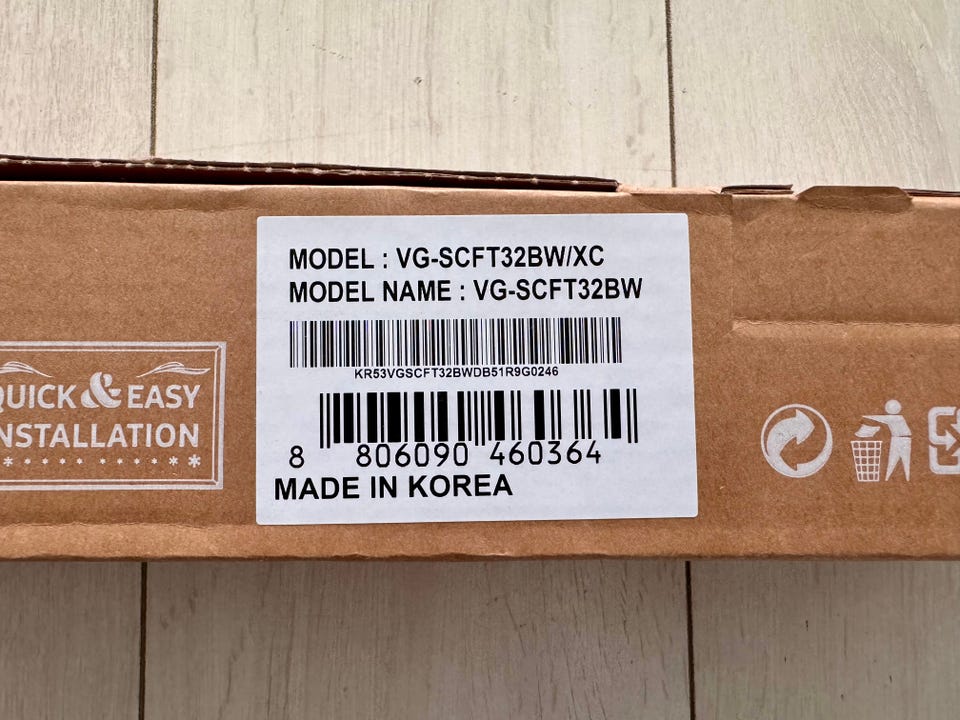 MODEL : VG-SCFT32BW/XC
MODEL NAME : VG-SCFT32BW
KR53VGSCFT32BWDB51R9G0246
8 806090 460364
MADE IN KOREA
QUICK & EASY
INSTALLATION